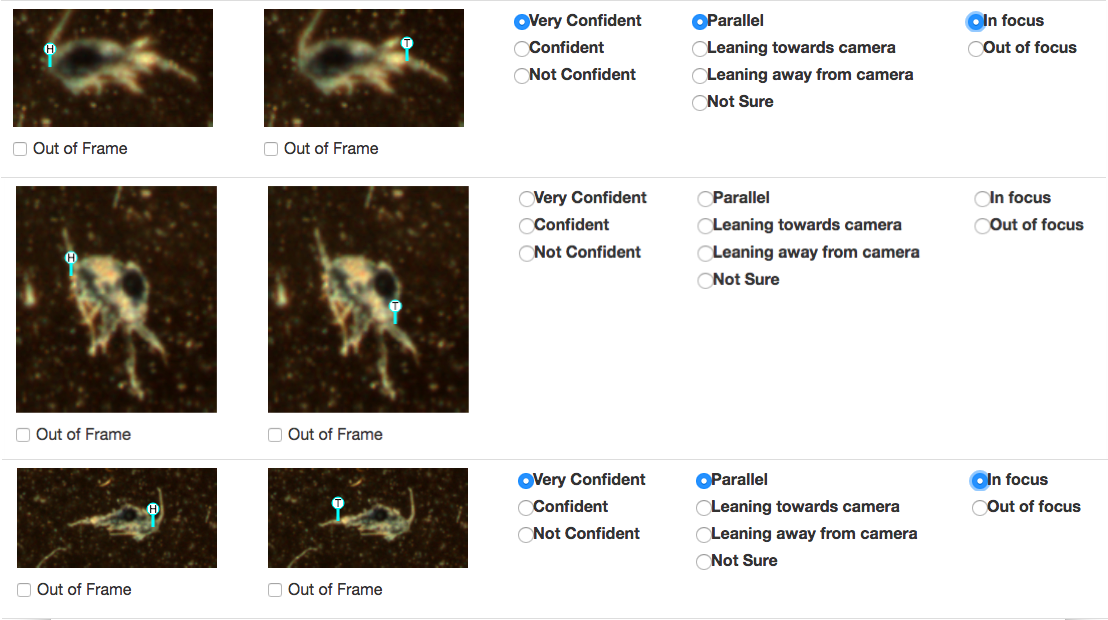 H
T
Very Confident
Parallel
In focus
Confident
Leaning towards camera
Out of focus
Not Confident
Leaning away from camera
Not Sure
Out of Frame
Out of Frame
H
T
Very Confident
Parallel
In focus
Confident
Leaning towards camera
Out of focus
Not Confident
Leaning away from camera
Not Sure
Out of Frame
Out of Frame
H
T
Very Confident
Parallel
In focus
Confident
Leaning towards camera
Out of focus
Not Confident
Leaning away from camera
Not Sure
Out of Frame
Out of Frame